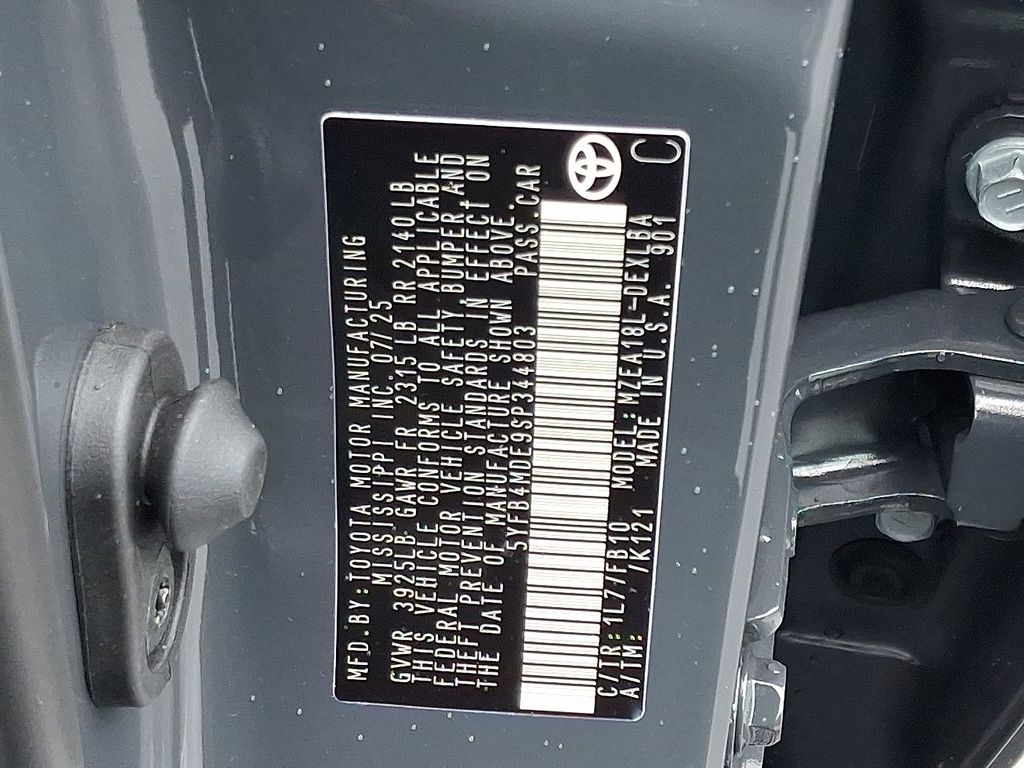 MFD.BY:TOYOTA MOTOR MANUFACTURING
MISSISSIPPI INC. 07/25
GVWR 3925LB GAWR FR 2315 LB RR 2140LB
THIS VEHICLE CONFORMS TO ALL APPLICABLE
FEDERAL MOTOR VEHICLE SAFETY, BUMPER, AND
THEFT PREVENTION STANDARDS IN EFFECT ON
THE DATE OF MANUFACTURE SHOWN ABOVE.
5YFB4MDE9SP344803 PASS.CAR
C/TR:1L7/FB10 MODEL:MZEA18L-DEXLBA
A/TM: /K121 MADE IN U.S.A. 901
C